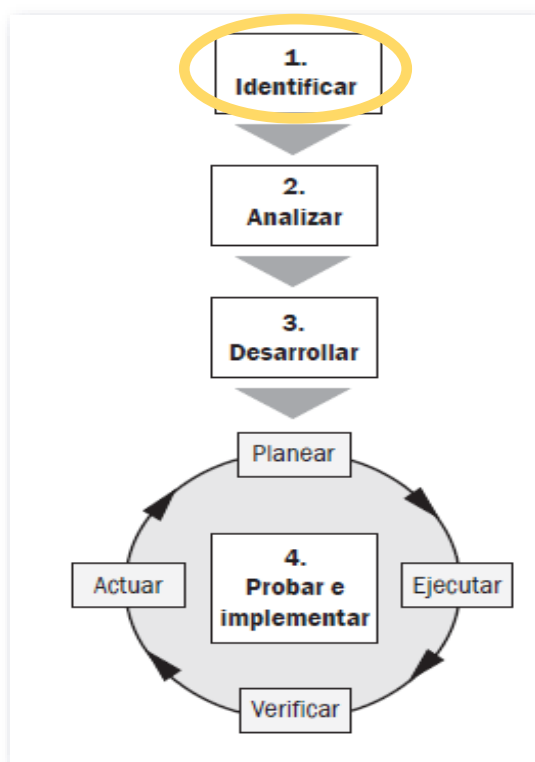 1.
Identificar
2.
Analizar
3.
Desarrollar
Planear
4.
Probar e
implementar
Actuar
Ejecutar
Verificar